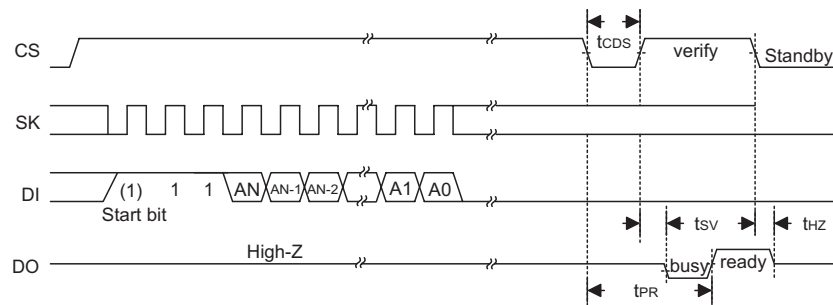 CS tCDS verify Standby
SK
DI (1) 1 1 AN AN-1 AN-2 A1 A0
Start bit
tSV tHZ
DO High-Z busy ready
tPR